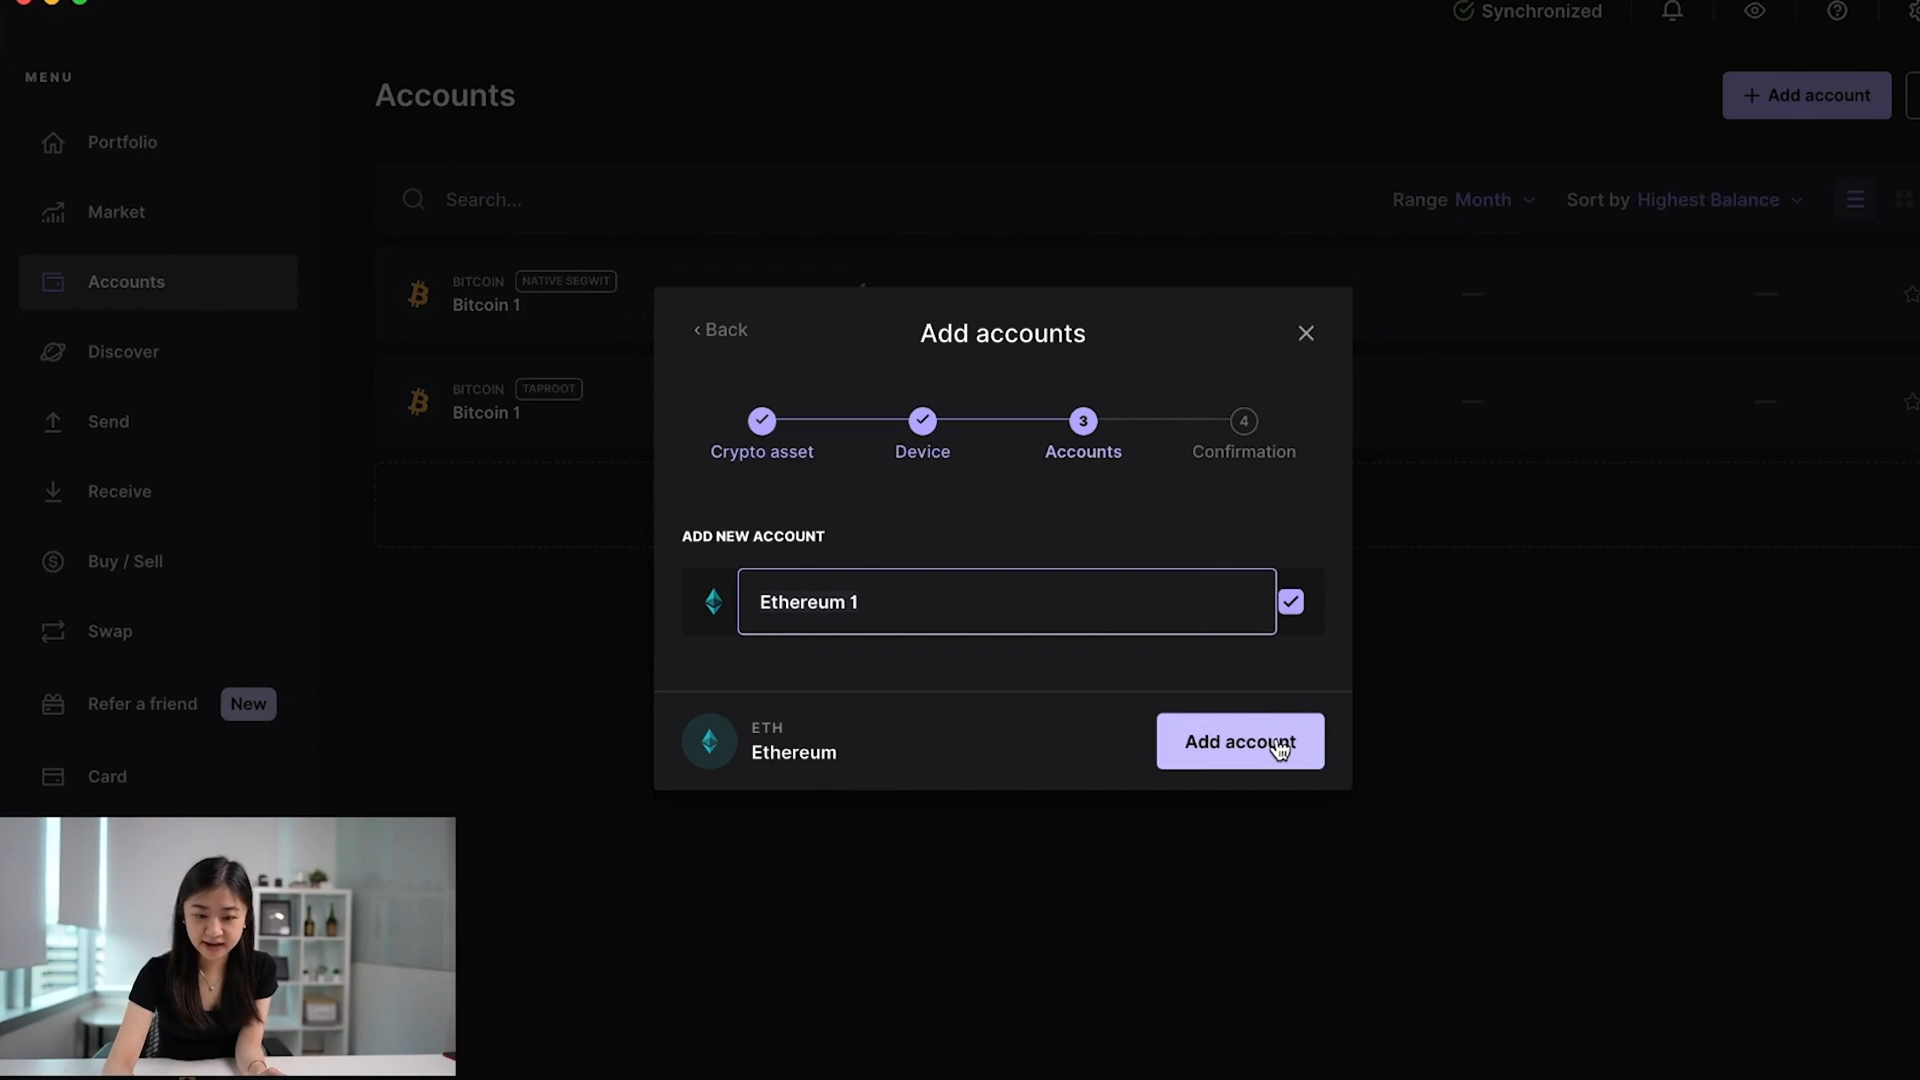 Synchronized
MENU
Portfolio
Market
Accounts
Discover
Send
Receive
Buy / Sell
Swap
Refer a friend New
Card
Accounts
+ Add account
Search...
Range Month
Sort by Highest Balance
BITCOIN NATIVE SEGWIT
Bitcoin 1
BITCOIN TAPROOT
Bitcoin 1
‹ Back
Add accounts
3
4
Crypto asset
Device
Accounts
Confirmation
ADD NEW ACCOUNT
Ethereum 1
ETH
Ethereum
Add account